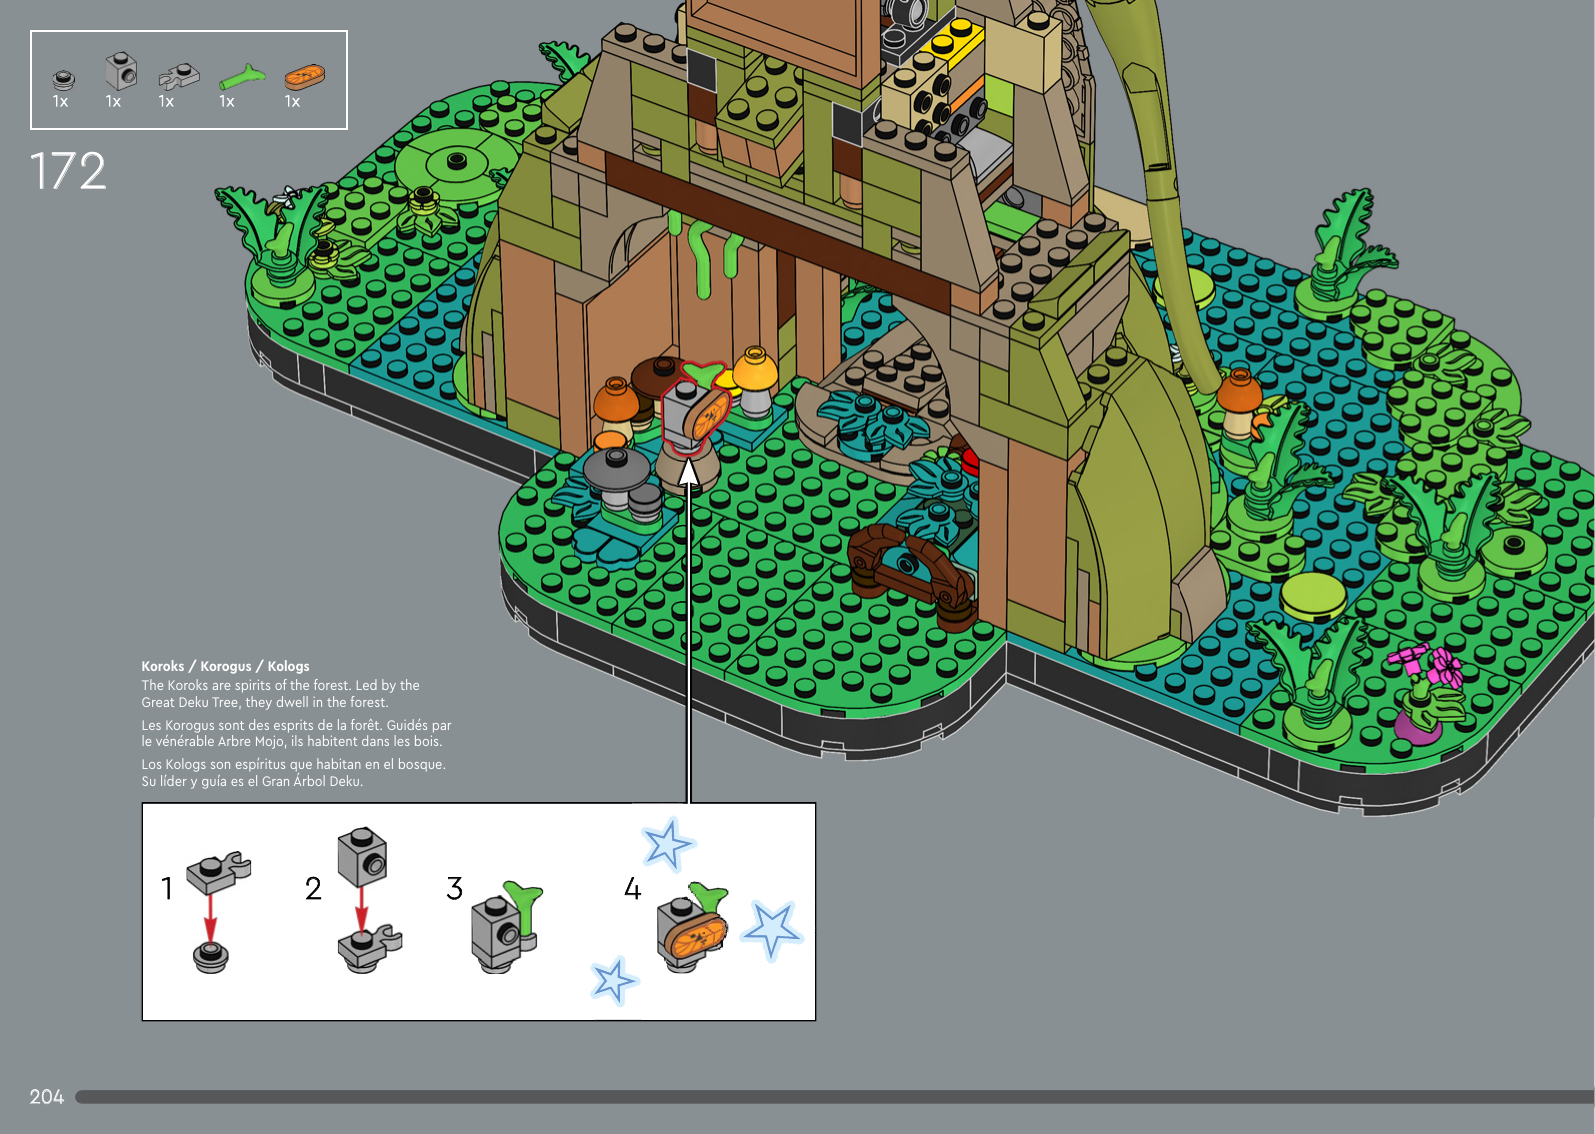 1x 1x 1x 1x 1x
172
Koroks / Korogus / Kologs
The Koroks are spirits of the forest. Led by the
Great Deku Tree, they dwell in the forest.
Les Korogus sont des esprits de la forêt. Guidés par
le vénérable Arbre Mojo, ils habitent dans les bois.
Los Kologs son espíritus que habitan en el bosque.
Su líder y guía es el Gran Árbol Deku.
1 2 3 4
204